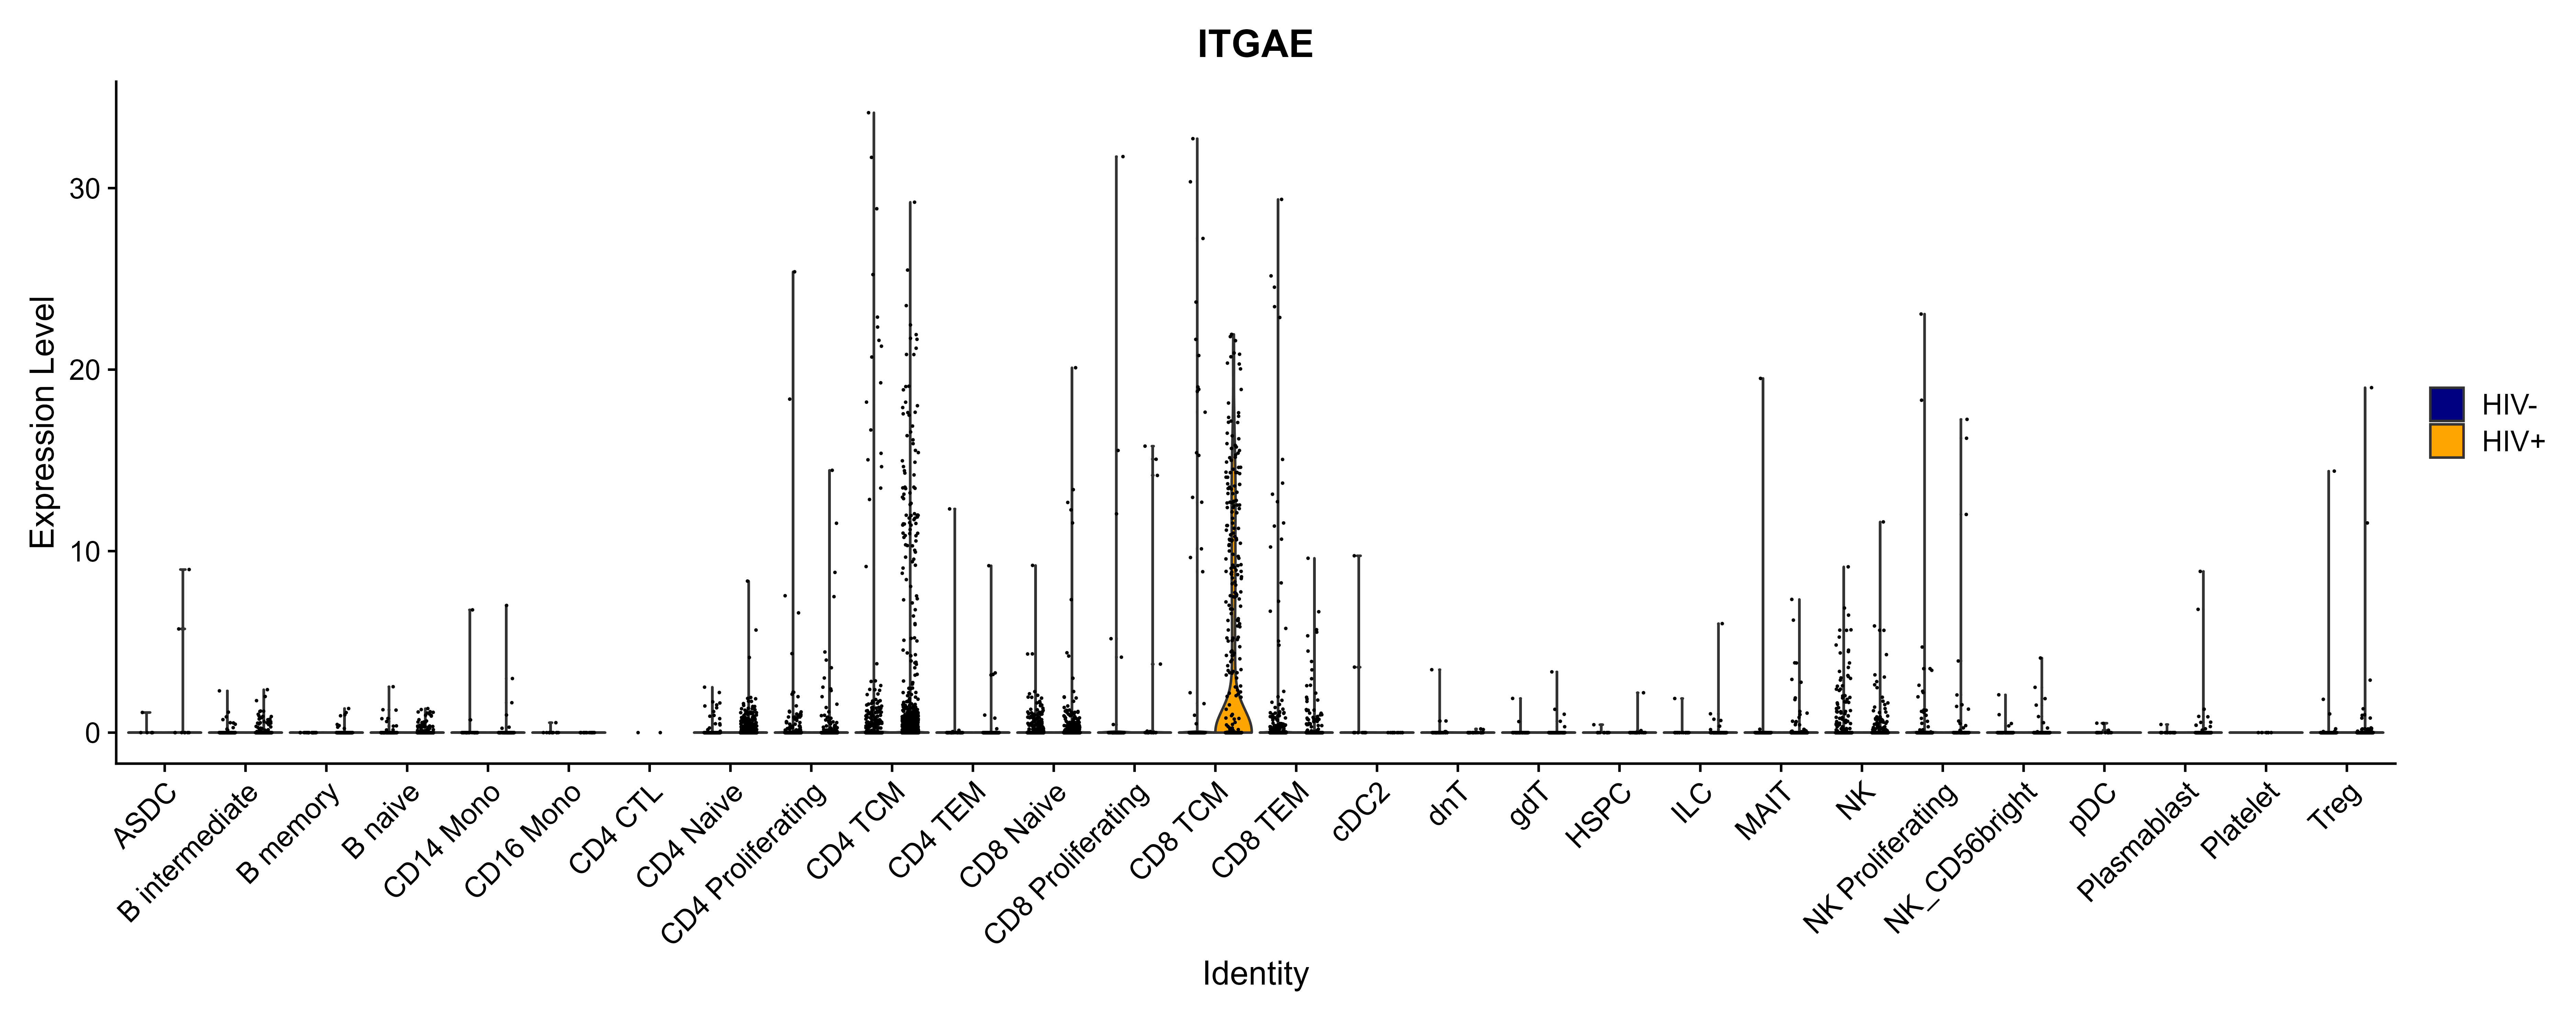 ITGAE
Expression Level
30
20
10
0
HIV-
HIV+
ASDC
B intermediate
B memory
B naive
CD14 Mono
CD16 Mono
CD4 CTL
CD4 Naive
CD4 Proliferating
CD4 TCM
CD4 TEM
CD8 Naive
CD8 Proliferating
CD8 TCM
CD8 TEM
cDC2
dnT
gdT
HSPC
ILC
MAIT
NK
NK Proliferating
NK_CD56bright
pDC
Plasmablast
Platelet
Treg
Identity